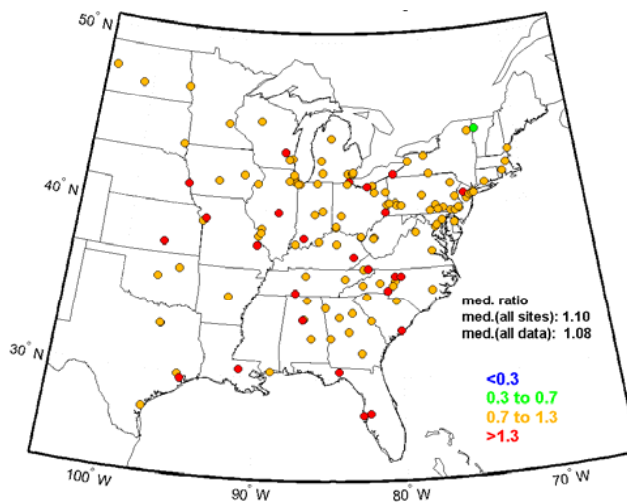 50° N
40° N
30° N
med. ratio
med.(all sites): 1.10
med.(all data): 1.08
<0.3
0.3 to 0.7
0.7 to 1.3
>1.3
100° W
90° W
80° W
70° W